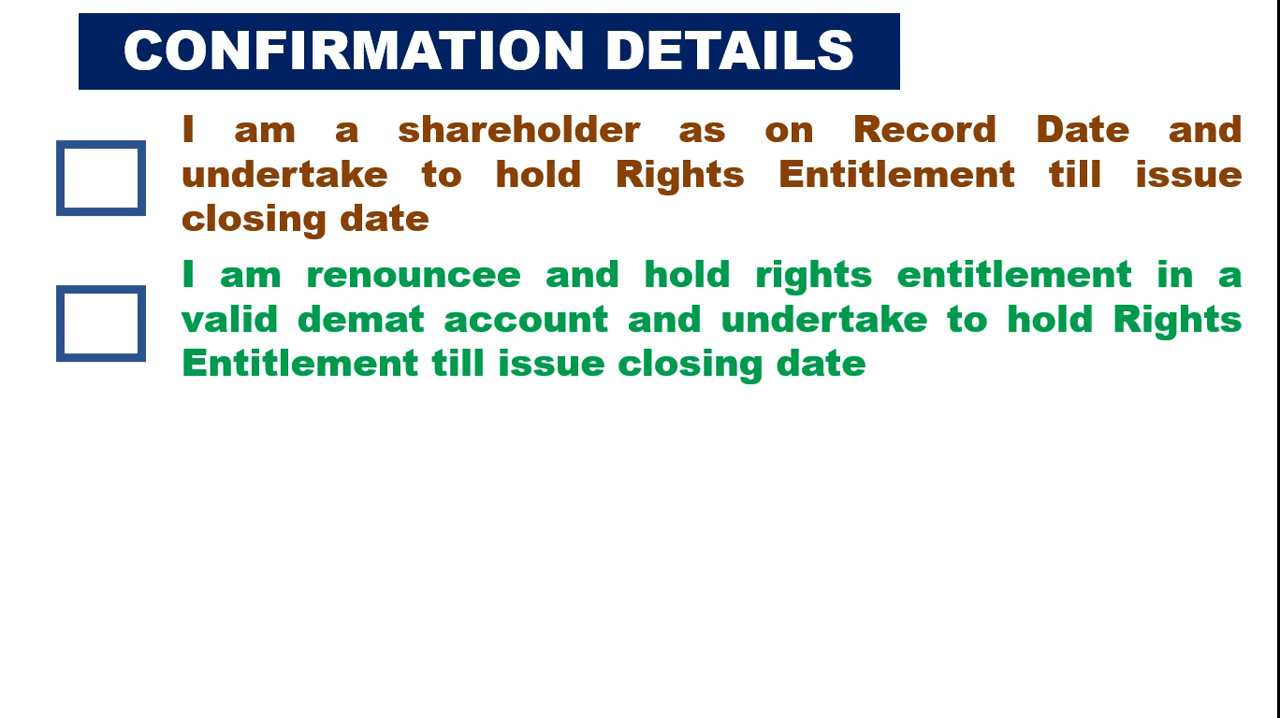 CONFIRMATION DETAILS
I am a shareholder as on Record Date and
undertake to hold Rights Entitlement till issue
closing date
I am renouncee and hold rights entitlement in a
valid demat account and undertake to hold Rights
Entitlement till issue closing date